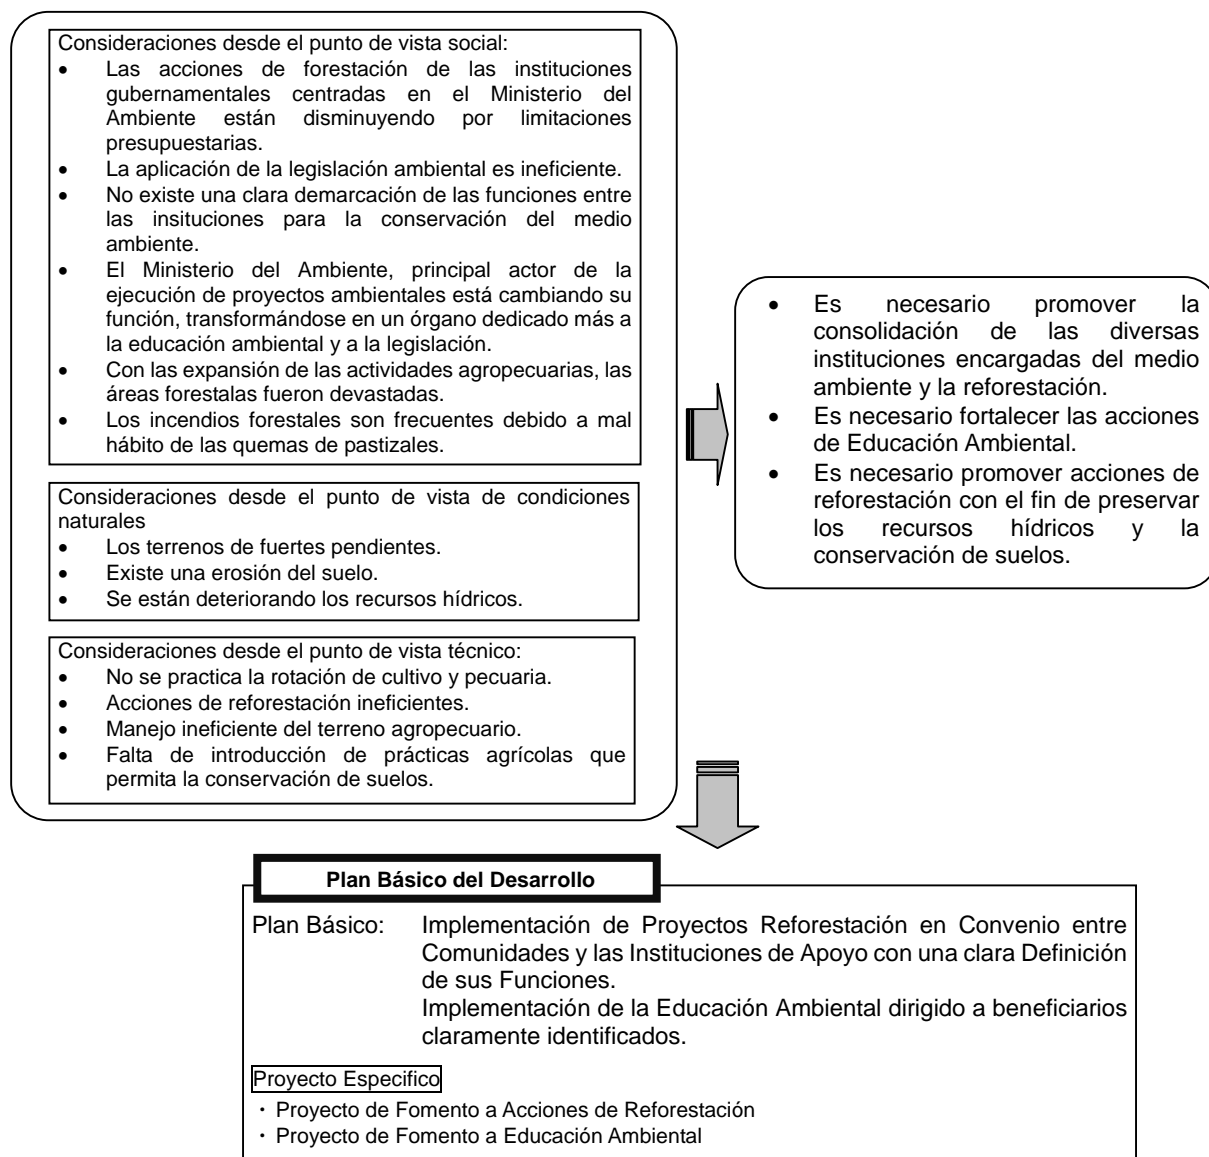 Consideraciones desde el punto de vista social:
• Las acciones de forestación de las instituciones
gubernamentales centradas en el Ministerio del
Ambiente están disminuyendo por limitaciones
presupuestarias.
• La aplicación de la legislación ambiental es ineficiente.
• No existe una clara demarcación de las funciones entre
las insituciones para la conservación del medio
ambiente.
• El Ministerio del Ambiente, principal actor de la
ejecución de proyectos ambientales está cambiando su
función, transformándose en un órgano dedicado más a
la educación ambiental y a la legislación.
• Con las expansión de las actividades agropecuarias, las
áreas forestalas fueron devastadas.
• Los incendios forestales son frecuentes debido a mal
hábito de las quemas de pastizales.
Consideraciones desde el punto de vista de condiciones
naturales
• Los terrenos de fuertes pendientes.
• Existe una erosión del suelo.
• Se están deteriorando los recursos hídricos.
Consideraciones desde el punto de vista técnico:
• No se practica la rotación de cultivo y pecuaria.
• Acciones de reforestación ineficientes.
• Manejo ineficiente del terreno agropecuario.
• Falta de introducción de prácticas agrícolas que
permita la conservación de suelos.
• Es necesario promover la
consolidación de las diversas
instituciones encargadas del medio
ambiente y la reforestación.
• Es necesario fortalecer las acciones
de Educación Ambiental.
• Es necesario promover acciones de
reforestación con el fin de preservar
los recursos hídricos y la
conservación de suelos.
Plan Básico del Desarrollo
Plan Básico: Implementación de Proyectos Reforestación en Convenio entre
Comunidades y las Instituciones de Apoyo con una clara Definición
de sus Funciones.
Implementación de la Educación Ambiental dirigido a beneficiarios
claramente identificados.
Proyecto Especifico
・Proyecto de Fomento a Acciones de Reforestación
・Proyecto de Fomento a Educación Ambiental